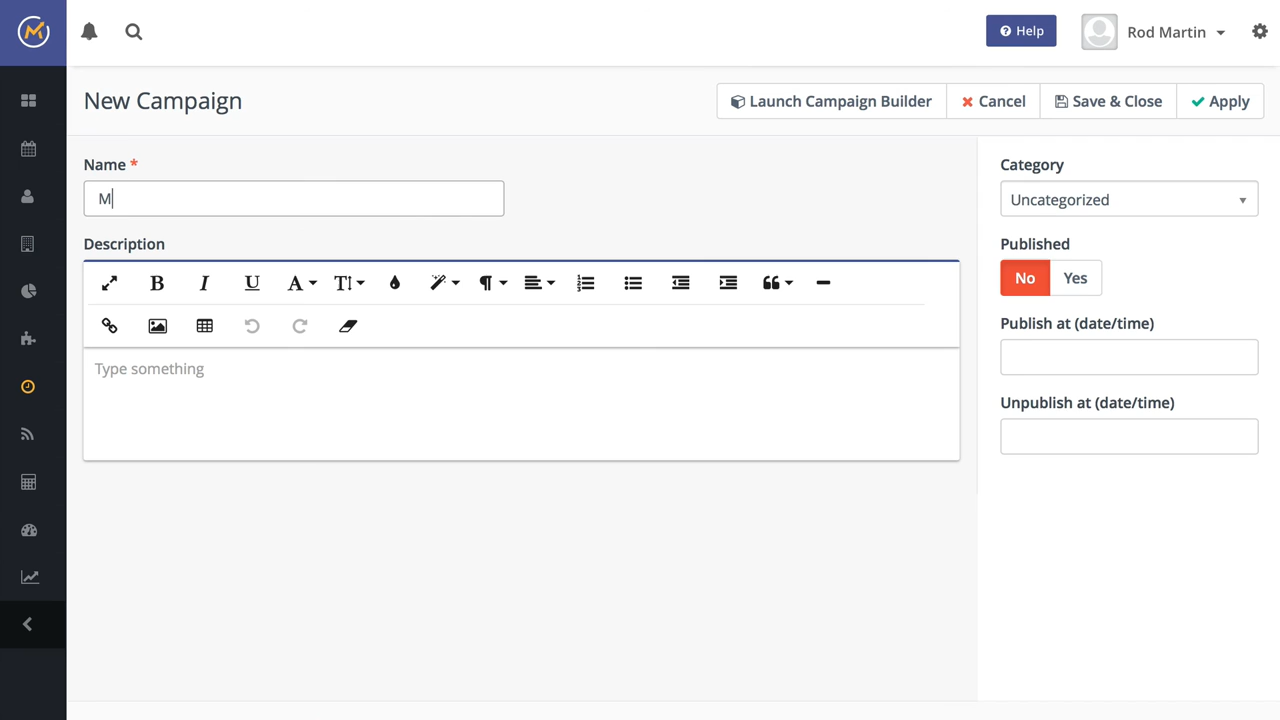 Help
Rod Martin
New Campaign
Launch Campaign Builder
Cancel
Save & Close
Apply
Name *
M
Description
Type something
Category
Uncategorized
Published
No
Yes
Publish at (date/time)
Unpublish at (date/time)